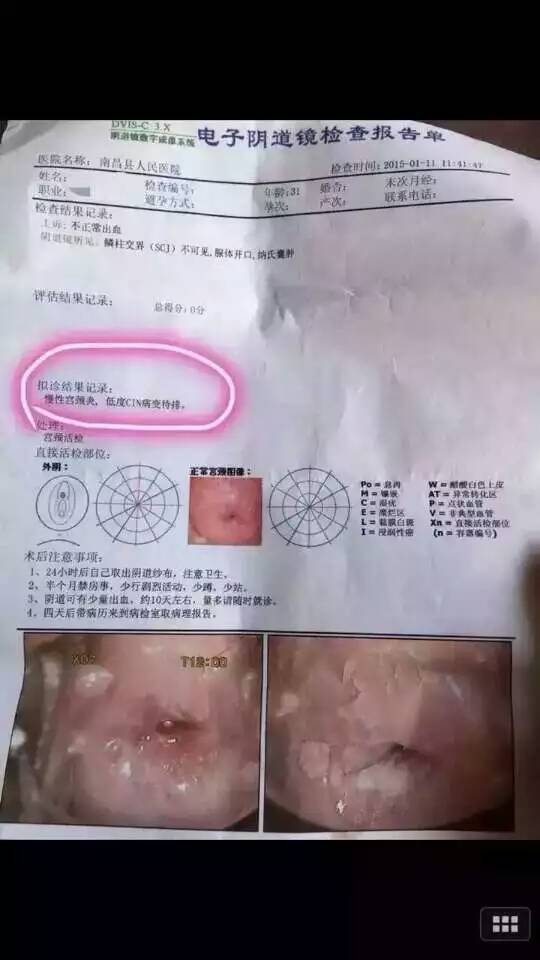 DVIS-C 3.X
阴道镜数字成像系统 电子阴道镜检查报告单
医院名称: 南昌县人民医院 检查时间: 2015-01-11 11:41:47
姓名: 检查编号: 年龄:31 婚否: 末次月经:
职业: 避孕方式: 孕次: 产次: 联系电话:
检查结果记录:
主诉: 不正常出血
阴道镜所见: 鳞柱交界（SCJ）不可见,腺体开口,纳氏囊肿
评估结果记录: 总得分: 0分
拟诊结果记录:
慢性宫颈炎, 低度CIN病变待排。
处理:
宫颈活检
直接活检部位:
外阴: 正常宫颈图像:
Po = 息肉 W = 醋酸白色上皮
M = 镶嵌 AT = 异常转化区
C = 湿疣 P = 点状血管
E = 糜烂区 V = 非典型血管
L = 黏膜白斑 Xn = 直接活检部位
I = 浸润性癌 (n = 容器编号)
术后注意事项:
1、24小时后自己取出阴道纱布, 注意卫生。
2、半个月禁房事, 少行剧烈活动, 少蹲, 少站。
3、阴道可有少量出血, 约10天左右, 量多请随时就诊。
4、四天后带病历来到病检室取病理报告。
X07 T12:00